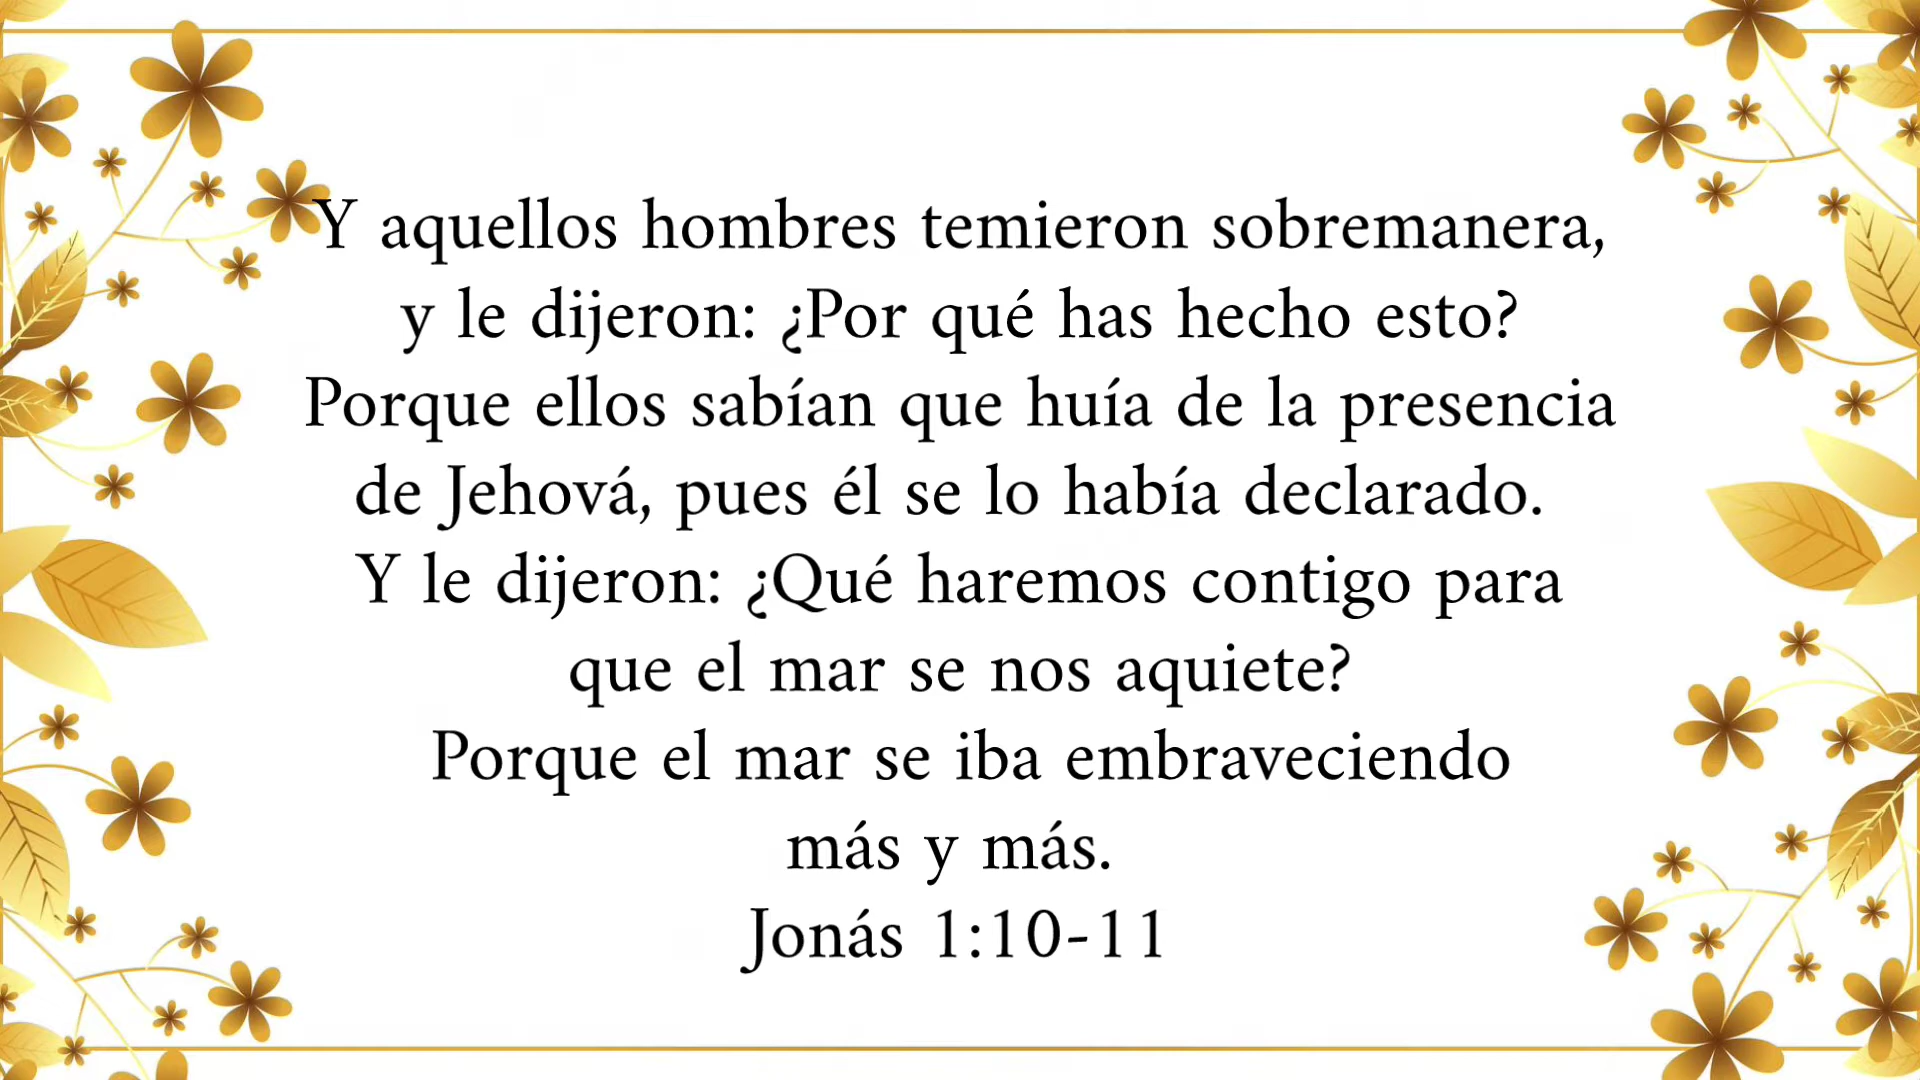 Y aquellos hombres temieron sobremanera,
y le dijeron: ¿Por qué has hecho esto?
Porque ellos sabían que huía de la presencia
de Jehová, pues él se lo había declarado.
Y le dijeron: ¿Qué haremos contigo para
que el mar se nos aquiete?
Porque el mar se iba embraveciendo
más y más.
Jonás 1:10-11